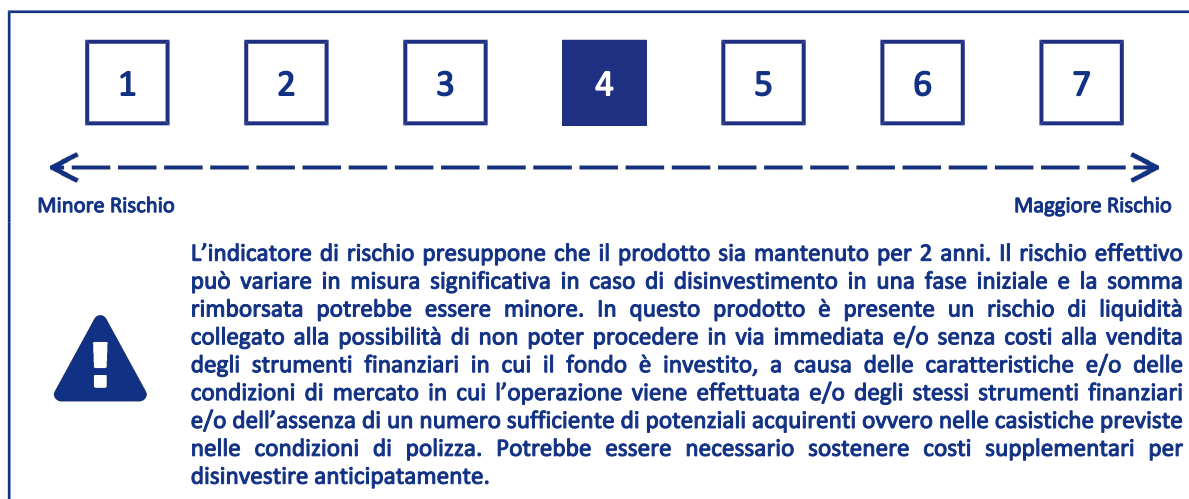 1 2 3 4 5 6 7
Minore Rischio Maggiore Rischio
L’indicatore di rischio presuppone che il prodotto sia mantenuto per 2 anni. Il rischio effettivo
può variare in misura significativa in caso di disinvestimento in una fase iniziale e la somma
rimborsata potrebbe essere minore. In questo prodotto è presente un rischio di liquidità
collegato alla possibilità di non poter procedere in via immediata e/o senza costi alla vendita
degli strumenti finanziari in cui il fondo è investito, a causa delle caratteristiche e/o delle
condizioni di mercato in cui l’operazione viene effettuata e/o degli stessi strumenti finanziari
e/o dell’assenza di un numero sufficiente di potenziali acquirenti ovvero nelle casistiche previste
nelle condizioni di polizza. Potrebbe essere necessario sostenere costi supplementari per
disinvestire anticipatamente.